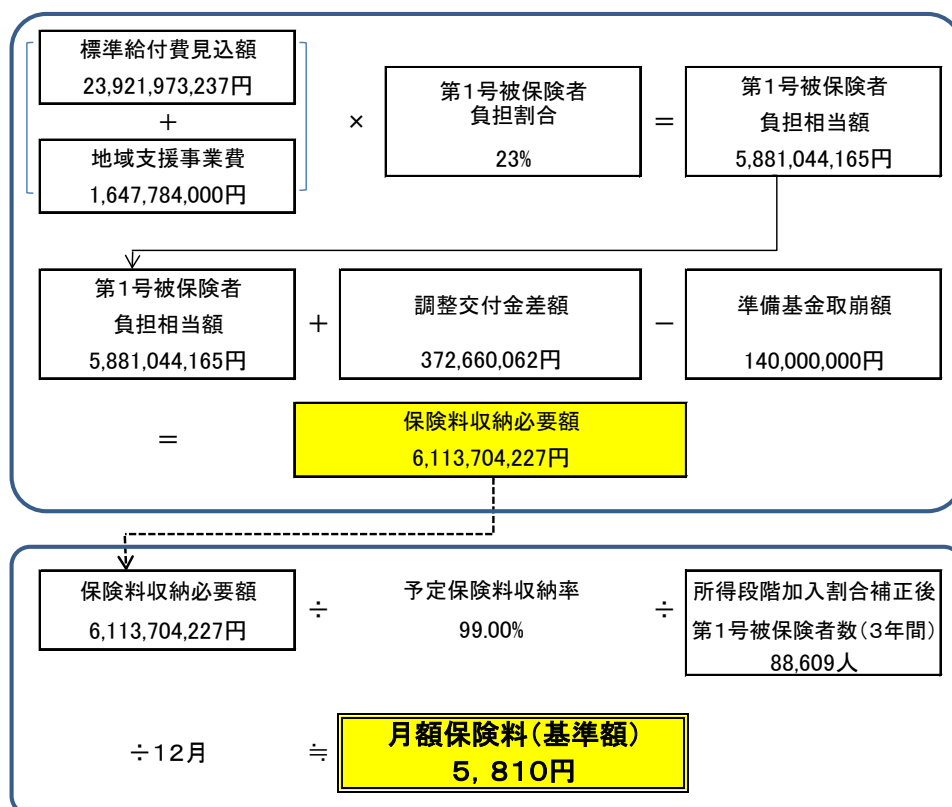 標準給付費見込額
23,921,973,237円
+
地域支援事業費
1,647,784,000円
×
第1号被保険者
負担割合
23%
=
第1号被保険者
負担相当額
5,881,044,165円
第1号被保険者
負担相当額
5,881,044,165円
+
調整交付金差額
372,660,062円
－
準備基金取崩額
140,000,000円
=
保険料収納必要額
6,113,704,227円
保険料収納必要額
6,113,704,227円
÷
予定保険料収納率
99.00%
÷
所得段階加入割合補正後
第1号被保険者数(3年間)
88,609人
÷12月
≒
月額保険料(基準額)
5,810円